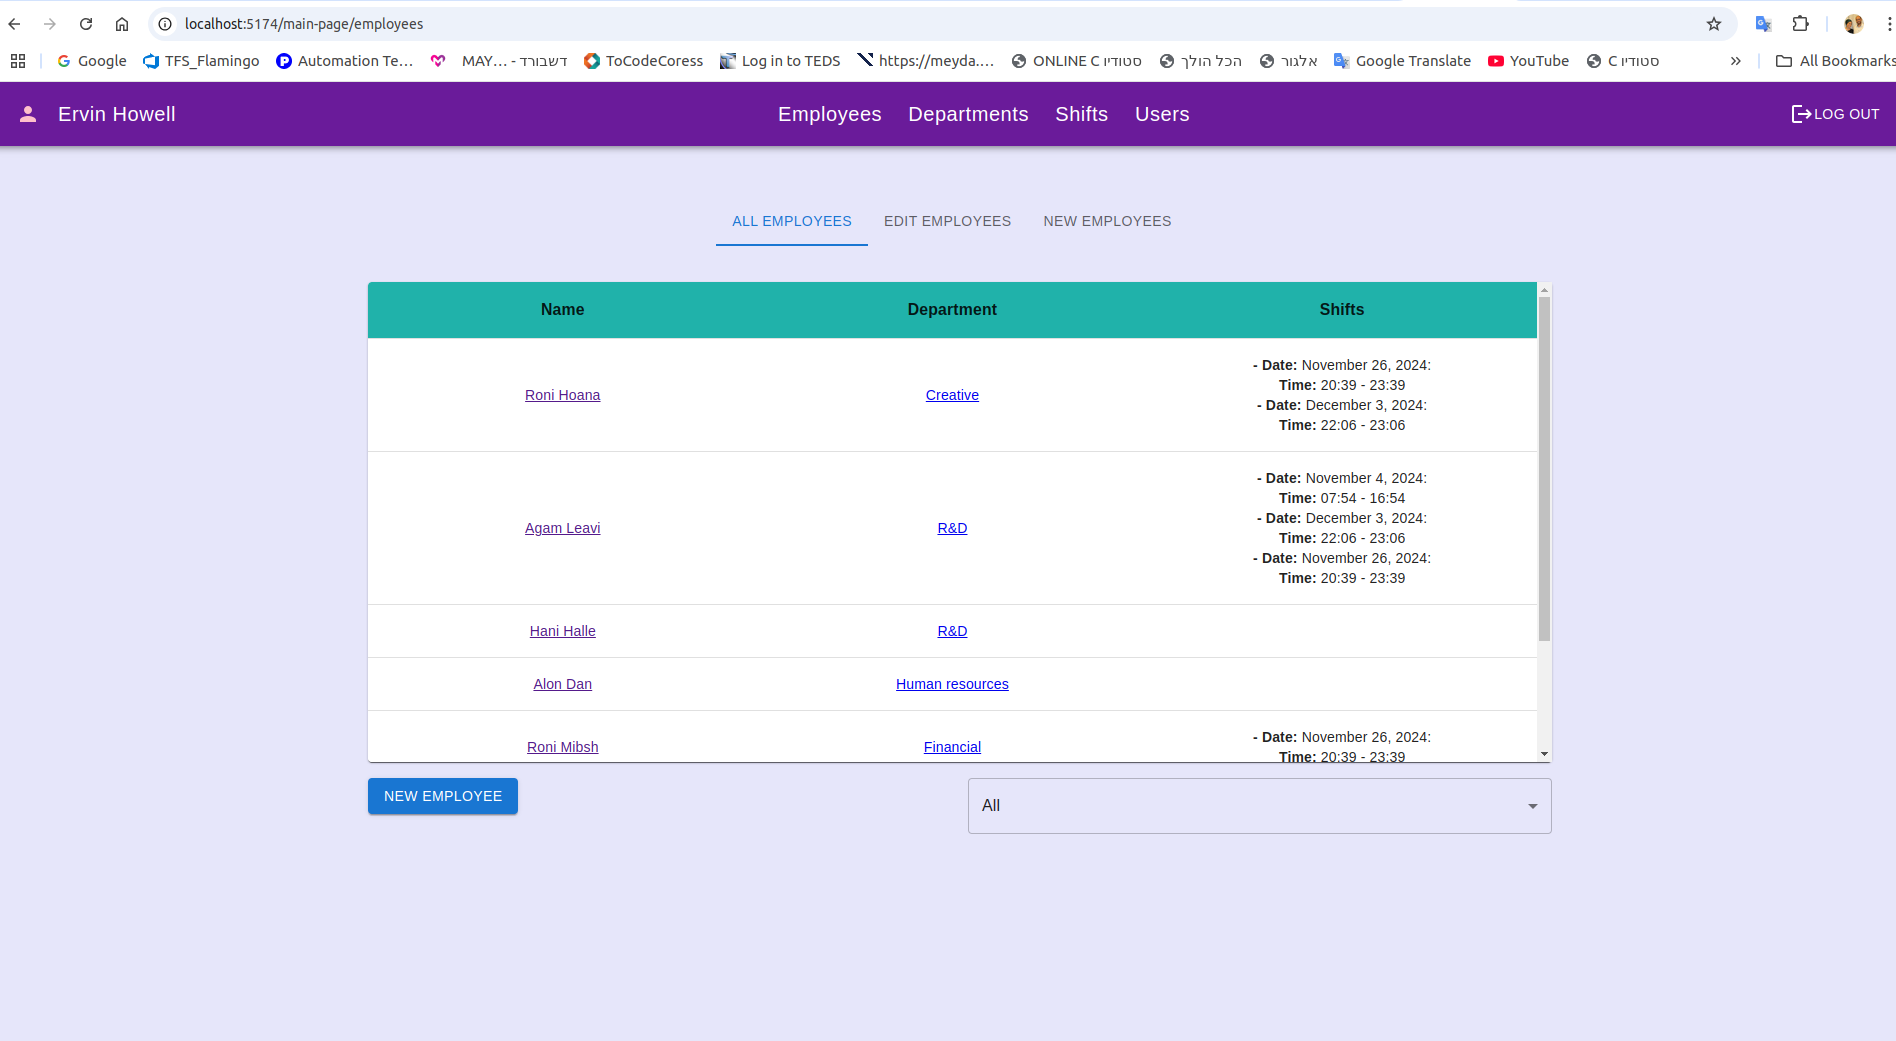 localhost:5174/main-page/employees
Google TFS_Flamingo Automation Te... MAY... - דשבורד ToCodeCoress Log in to TEDS https://meyda.... ONLINE C סטודיו הכל הולך אלגור Google Translate YouTube C סטודיו » All Bookmarks
Ervin Howell Employees Departments Shifts Users LOG OUT
ALL EMPLOYEES EDIT EMPLOYEES NEW EMPLOYEES
Name Department Shifts
Roni Hoana Creative - Date: November 26, 2024:
Time: 20:39 - 23:39
- Date: December 3, 2024:
Time: 22:06 - 23:06
Agam Leavi R&D - Date: November 4, 2024:
Time: 07:54 - 16:54
- Date: December 3, 2024:
Time: 22:06 - 23:06
- Date: November 26, 2024:
Time: 20:39 - 23:39
Hani Halle R&D
Alon Dan Human resources
Roni Mibsh Financial - Date: November 26, 2024:
Time: 20:39 - 23:39
NEW EMPLOYEE All